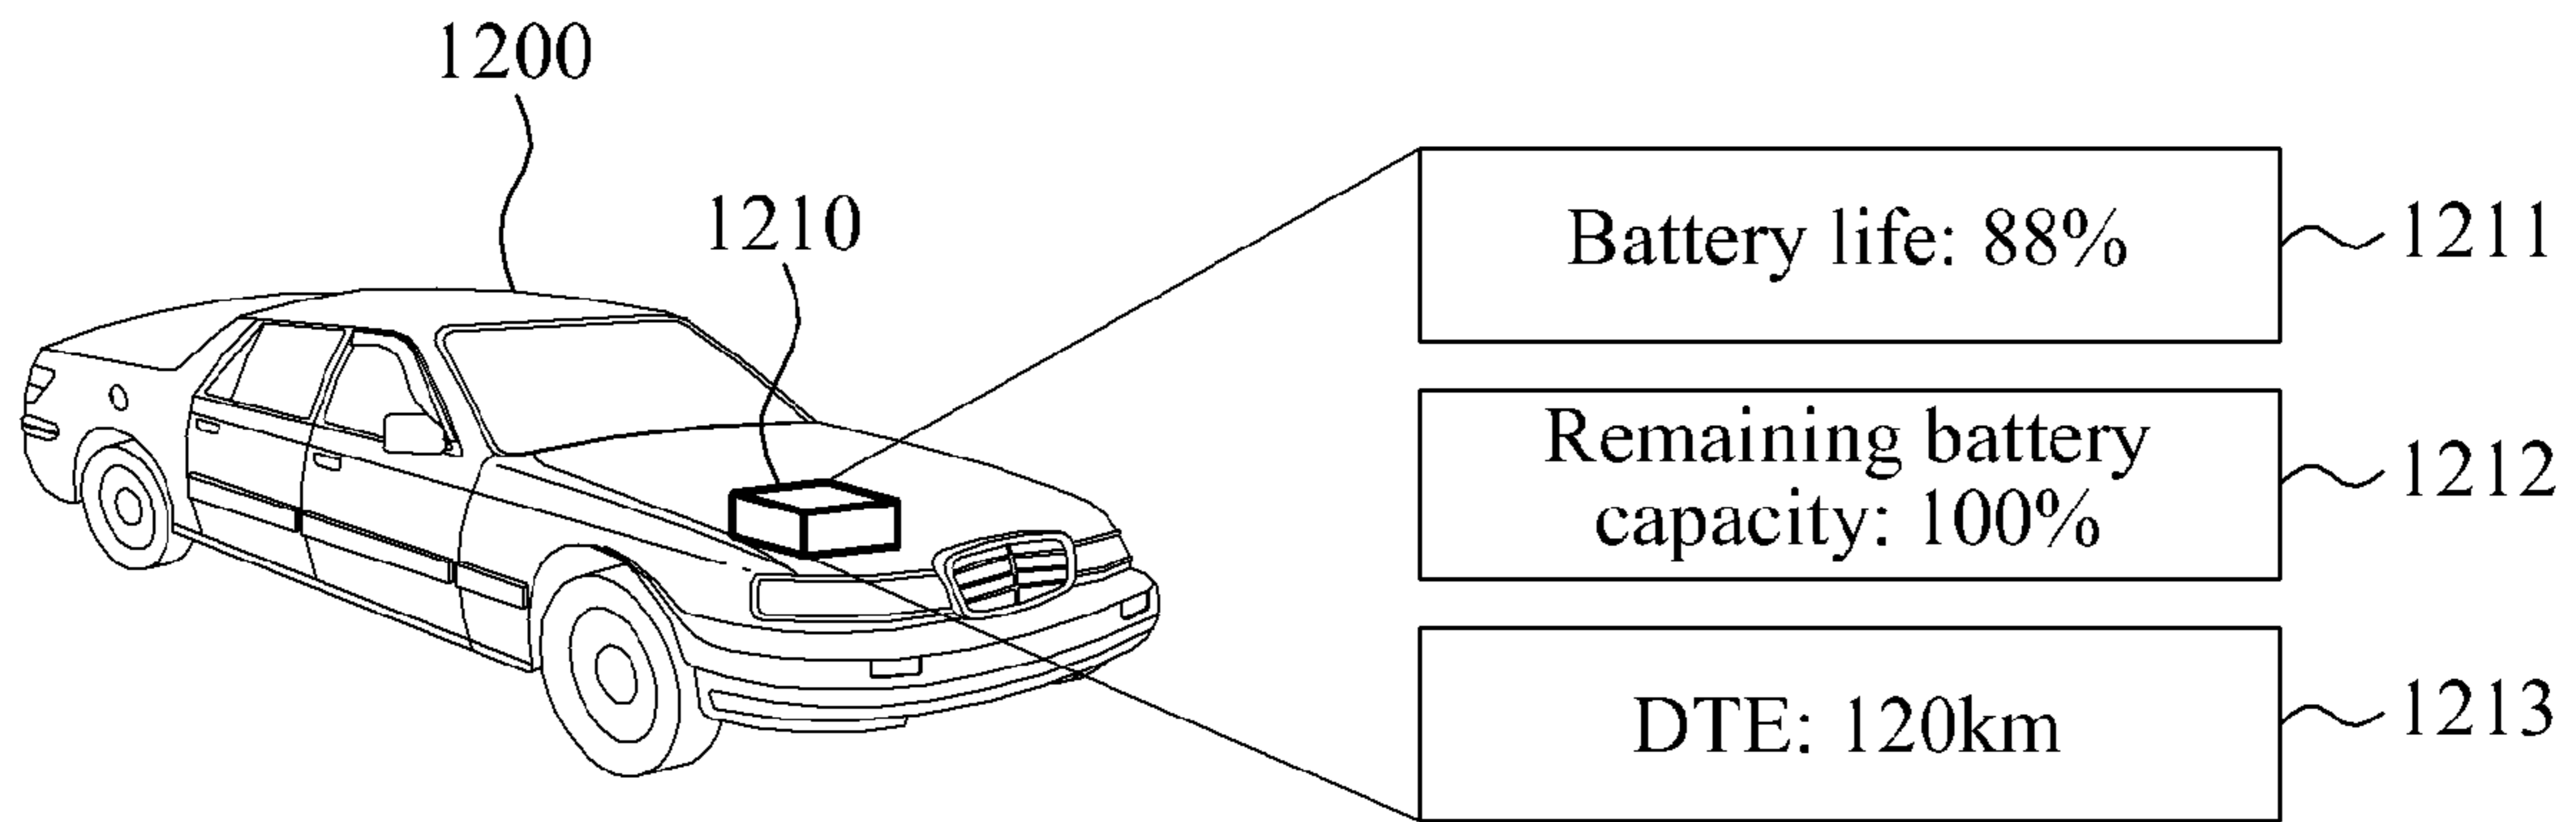 1200
1210
Battery life: 88%
1211
Remaining battery
capacity: 100%
1212
DTE: 120km
1213